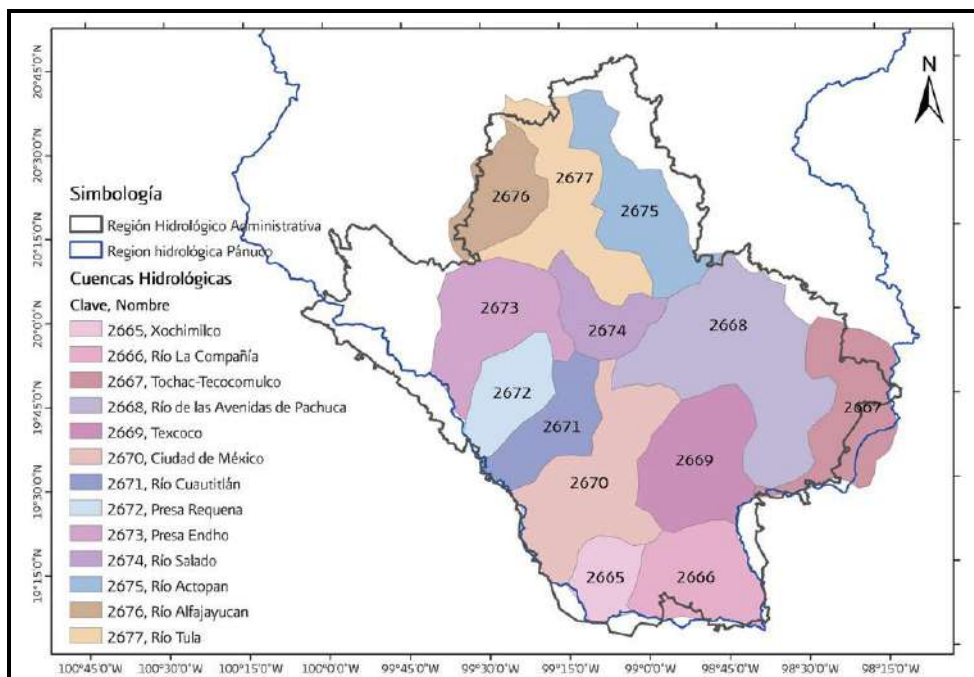 N
20°45'0"N
20°30'0"N
20°15'0"N
20°0'0"N
19°45'0"N
19°30'0"N
19°15'0"N
Simbología
Región Hidrológico Administrativa
Region hidrológica Pánuco
Cuencas Hidrológicas
Clave, Nombre
2665, Xochimilco
2666, Río La Compañía
2667, Tochac-Tecocomulco
2668, Río de las Avenidas de Pachuca
2669, Texcoco
2670, Ciudad de México
2671, Río Cuautitlán
2672, Presa Requena
2673, Presa Endho
2674, Río Salado
2675, Río Actopan
2676, Río Alfajayucan
2677, Río Tula
2677
2676
2675
2673
2674
2668
2672
2667
2671
2669
2670
2665
2666
100°45'0"W 100°30'0"W 100°15'0"W 100°0'0"W 99°45'0"W 99°30'0"W 99°15'0"W 99°0'0"W 98°45'0"W 98°30'0"W 98°15'0"W